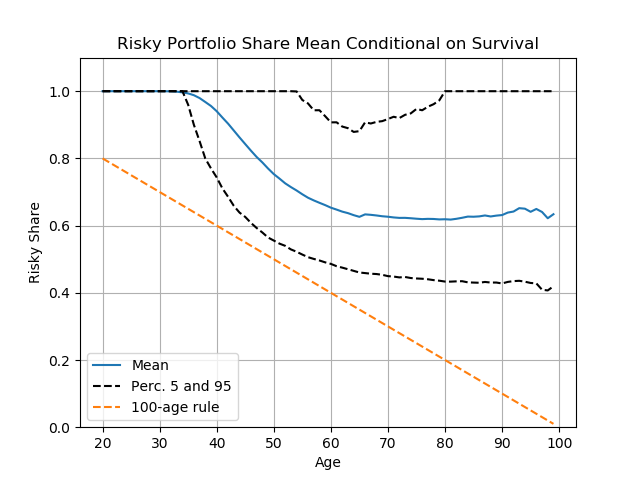 Risky Portfolio Share Mean Conditional on Survival
Risky Share
1.0
0.8
0.6
0.4
0.2
0.0
Mean
Perc. 5 and 95
100-age rule
20 30 40 50 60 70 80 90 100
Age